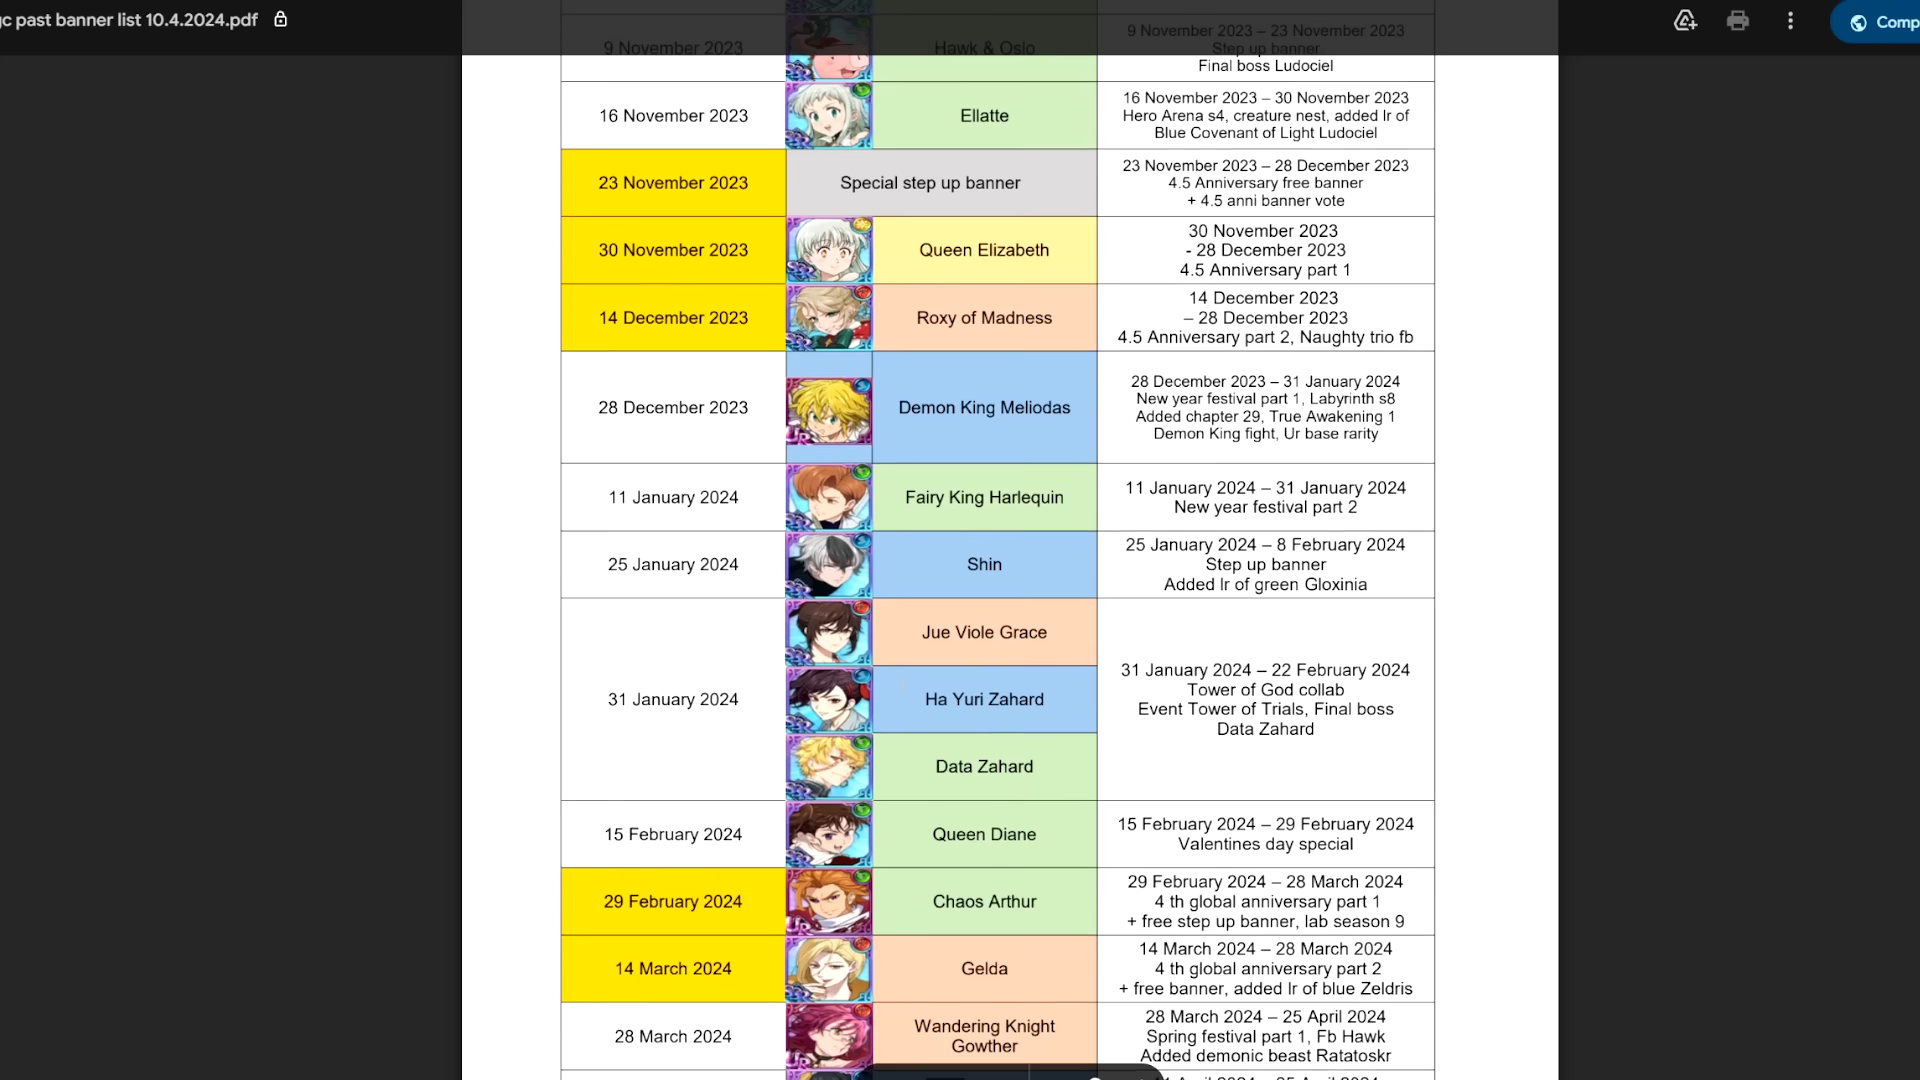 gc past banner list 10.4.2024.pdf
Comp
9 November 2023
Hawk & Oslo
9 November 2023 – 23 November 2023
Step up banner
Final boss Ludociel
16 November 2023
Ellatte
16 November 2023 – 30 November 2023
Hero Arena s4, creature nest, added lr of
Blue Covenant of Light Ludociel
23 November 2023
Special step up banner
23 November 2023 – 28 December 2023
4.5 Anniversary free banner
+ 4.5 anni banner vote
30 November 2023
Queen Elizabeth
30 November 2023
- 28 December 2023
4.5 Anniversary part 1
14 December 2023
Roxy of Madness
14 December 2023
– 28 December 2023
4.5 Anniversary part 2, Naughty trio fb
28 December 2023
UR
Demon King Meliodas
28 December 2023 – 31 January 2024
New year festival part 1, Labyrinth s8
Added chapter 29, True Awakening 1
Demon King fight, Ur base rarity
11 January 2024
Fairy King Harlequin
11 January 2024 – 31 January 2024
New year festival part 2
25 January 2024
Shin
25 January 2024 – 8 February 2024
Step up banner
Added lr of green Gloxinia
31 January 2024
Jue Viole Grace
Ha Yuri Zahard
Data Zahard
31 January 2024 – 22 February 2024
Tower of God collab
Event Tower of Trials, Final boss
Data Zahard
15 February 2024
Queen Diane
15 February 2024 – 29 February 2024
Valentines day special
29 February 2024
UR
Chaos Arthur
29 February 2024 – 28 March 2024
4 th global anniversary part 1
+ free step up banner, lab season 9
14 March 2024
Gelda
14 March 2024 – 28 March 2024
4 th global anniversary part 2
+ free banner, added lr of blue Zeldris
28 March 2024
Wandering Knight
Gowther
28 March 2024 – 25 April 2024
Spring festival part 1, Fb Hawk
Added demonic beast Ratatoskr